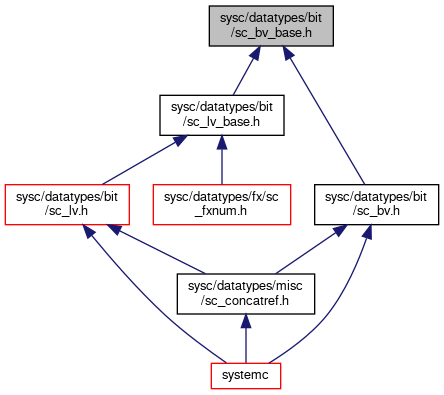 sysc/datatypes/bit
/sc_bv_base.h
sysc/datatypes/bit
/sc_lv_base.h
sysc/datatypes/bit
/sc_lv.h
sysc/datatypes/fx/sc
_fxnum.h
sysc/datatypes/bit
/sc_bv.h
sysc/datatypes/misc
/sc_concatref.h
systemc